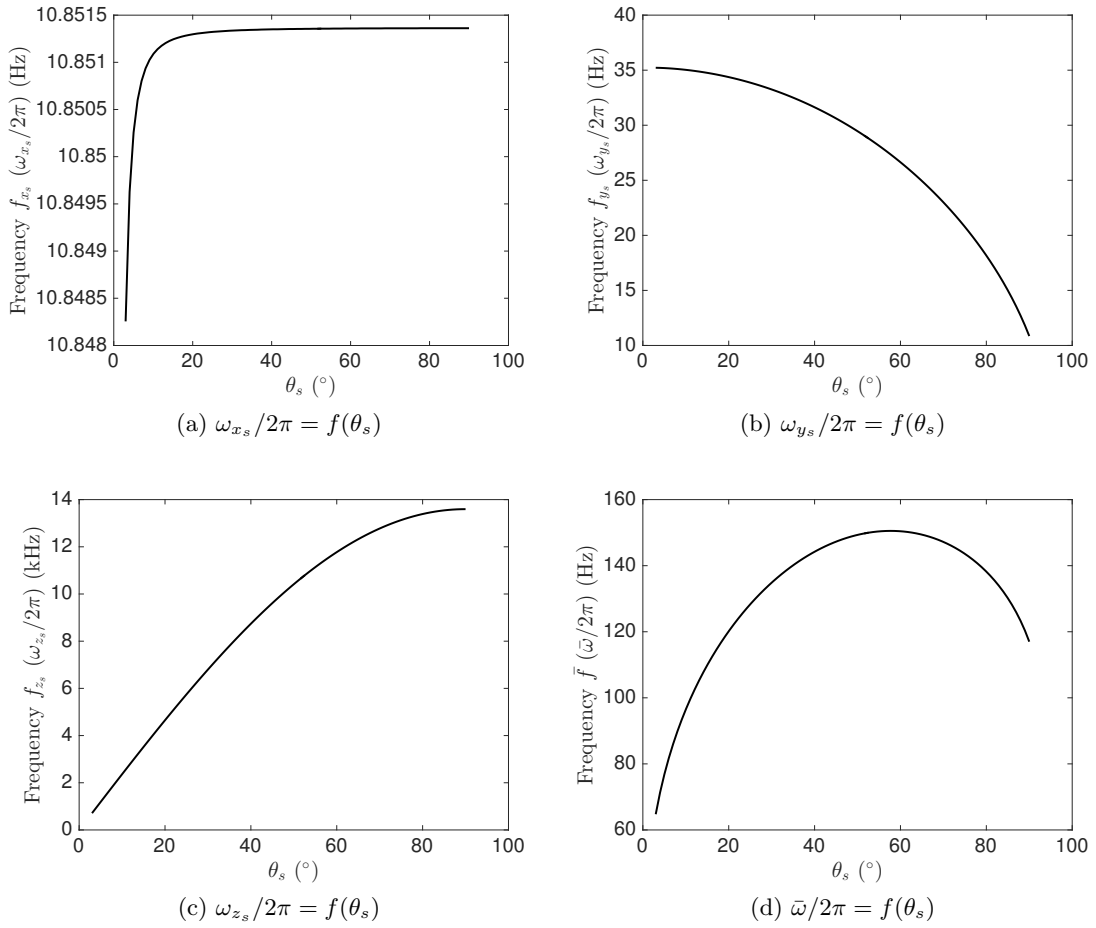 10.8515
10.851
10.8505
10.85
10.8495
10.849
10.8485
10.848
Frequency f_{x_s} (ω_{x_s}/2π) (Hz)
0 20 40 60 80 100
θ_s (°)
(a) ω_{x_s}/2π = f(θ_s)
40
35
30
25
20
15
10
Frequency f_{y_s} (ω_{y_s}/2π) (Hz)
0 20 40 60 80 100
θ_s (°)
(b) ω_{y_s}/2π = f(θ_s)
14
12
10
8
6
4
2
0
Frequency f_{z_s} (ω_{z_s}/2π) (kHz)
0 20 40 60 80 100
θ_s (°)
(c) ω_{z_s}/2π = f(θ_s)
160
140
120
100
80
60
Frequency f̄ (ω̄/2π) (Hz)
0 20 40 60 80 100
θ_s (°)
(d) ω̄/2π = f(θ_s)